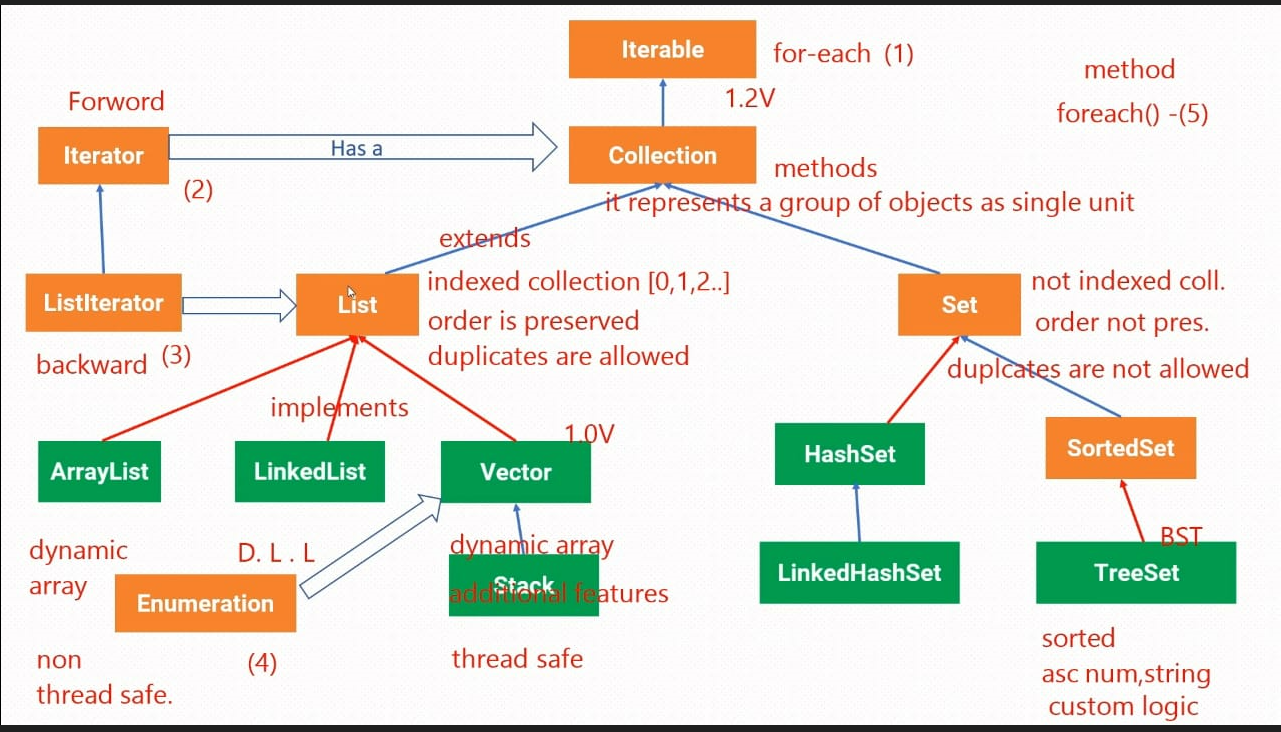 Iterable
for-each (1)
method
1.2V
foreach() -(5)
Forword
Iterator
Has a
Collection
methods
(2)
it represents a group of objects as single unit
extends
ListIterator
List
indexed collection [0,1,2..]
order is preserved
duplicates are allowed
Set
not indexed coll.
order not pres.
duplcates are not allowed
backward (3)
implements
1.0V
ArrayList
LinkedList
Vector
HashSet
SortedSet
dynamic
array
D. L . L
dynamic array
Stack
additional features
BST
LinkedHashSet
TreeSet
Enumeration
(4)
non
thread safe.
thread safe
sorted
asc num,string
custom logic